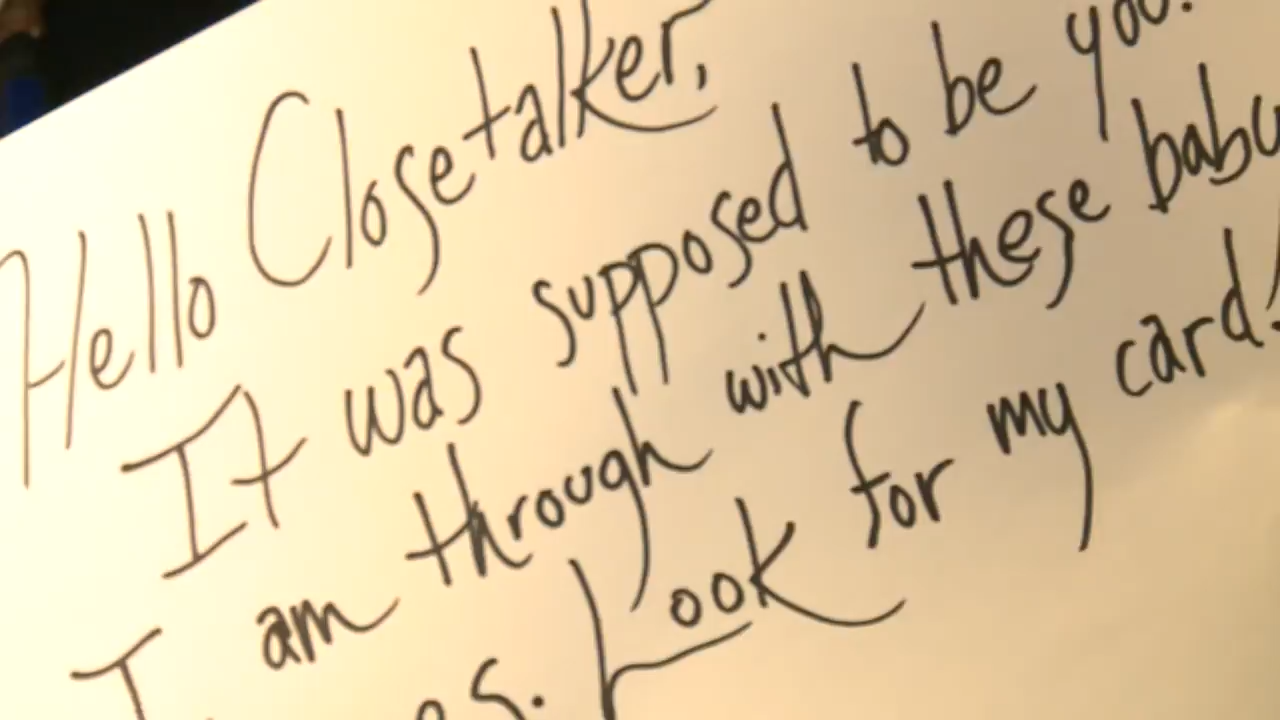 Hello Closetalker,
It was supposed to be you.
I am through with these
Look for my card!